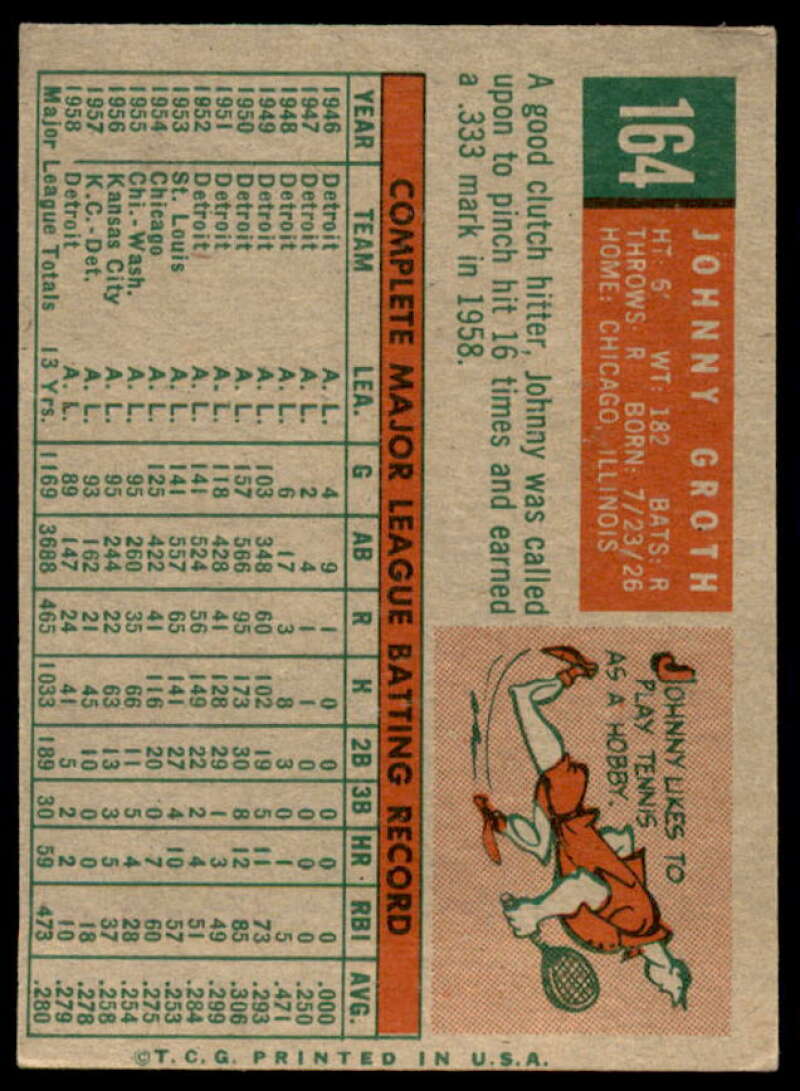 164
JOHNNY GROTH
HT: 6' WT: 182 BATS: R
THROWS: R BORN: 7/23/26
HOME: CHICAGO, ILLINOIS
A good clutch hitter, Johnny was called
upon to pinch hit 16 times and earned
a .333 mark in 1958.
JOHNNY LIKES TO
PLAY TENNIS
AS A HOBBY.
COMPLETE MAJOR LEAGUE BATTING RECORD
YEAR TEAM LEA. G AB R H 2B 3B HR RBI AVG.
1946 Detroit A. L. 4 9 1 0 0 0 0 0 .000
1947 Detroit A. L. 2 4 1 1 0 0 0 0 .250
1948 Detroit A. L. 6 17 3 8 3 0 1 5 .471
1949 Detroit A. L. 103 348 60 102 19 5 11 73 .293
1950 Detroit A. L. 157 566 95 173 30 8 12 85 .306
1951 Detroit A. L. 118 428 41 128 29 1 3 49 .299
1952 Detroit A. L. 141 524 56 149 22 2 4 51 .284
1953 St. Louis A. L. 141 557 65 141 27 4 10 57 .253
1954 Chicago A. L. 125 422 41 116 20 0 7 60 .275
1955 Chi.-Wash. A. L. 95 260 35 66 11 5 4 28 .254
1956 Kansas City A. L. 95 244 22 63 13 3 5 37 .258
1957 K.C.-Det. A. L. 93 162 21 45 10 0 0 18 .278
1958 Detroit A. L. 89 147 24 41 5 2 2 10 .279
Major League Totals 13 Yrs. 1169 3688 465 1033 189 30 59 473 .280
©T.C.G. PRINTED IN U.S.A.